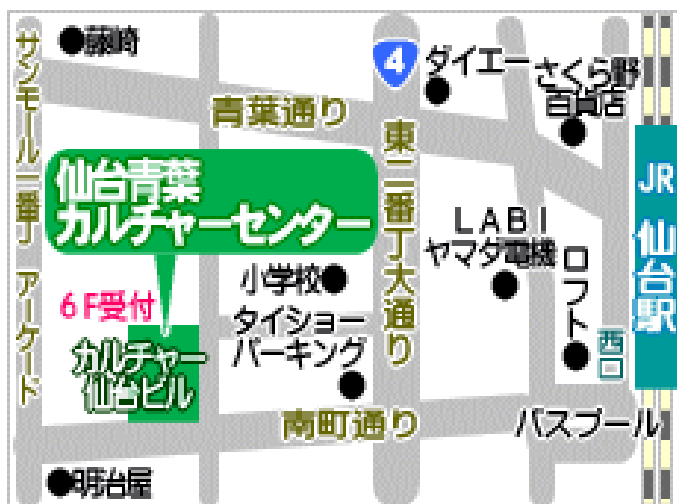 藤崎
4
ダイエー
さくら野
百貨店
サンモール一番丁 アーケード
青葉通り
東二番丁大通り
JR 仙台駅
仙台青葉
カルチャーセンター
LABI
ヤマダ電機
ロフト
西口
小学校
6F受付
タイショー
パーキング
カルチャー
仙台ビル
南町通り
バスプール
明治屋